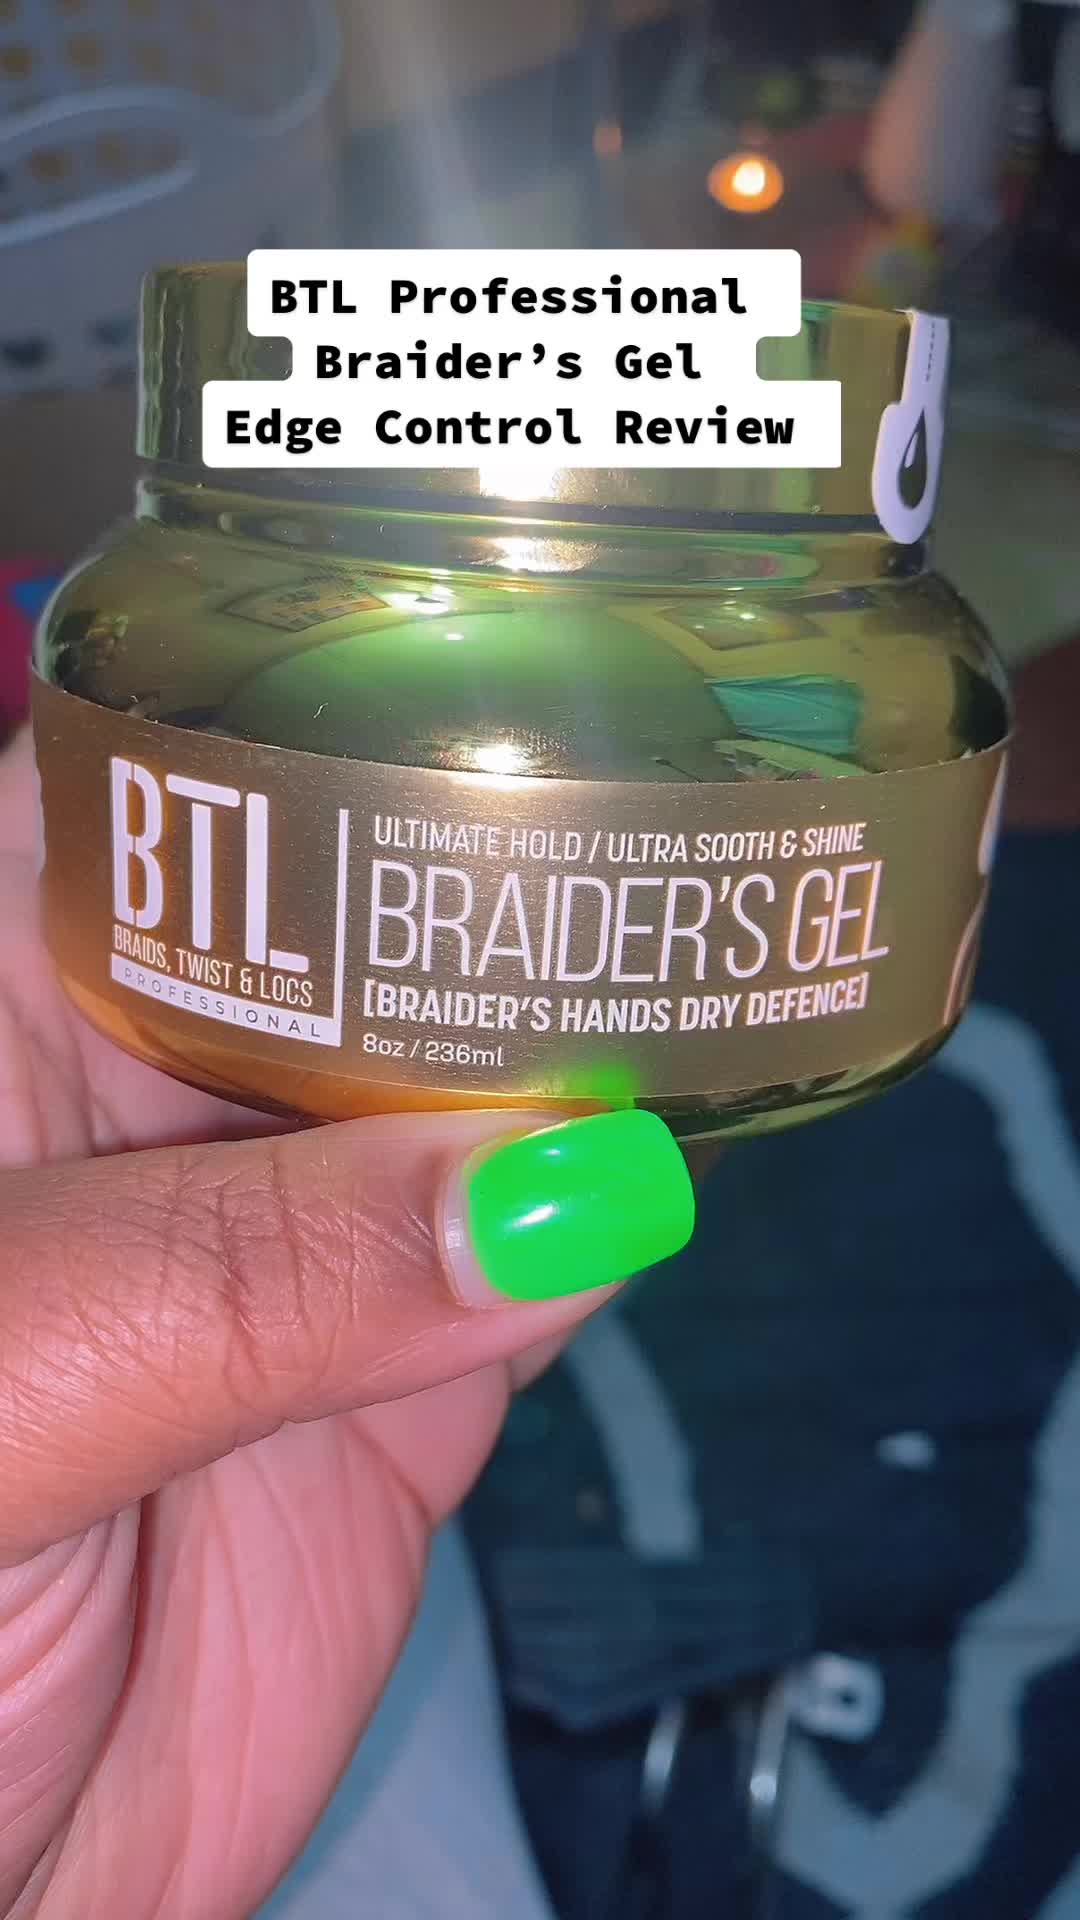 BTL Professional
Braider’s Gel
Edge Control Review
BTL
BRAIDS, TWIST & LOCS
PROFESSIONAL
ULTIMATE HOLD / ULTRA SOOTH & SHINE
BRAIDER'S GEL
[BRAIDER'S HANDS DRY DEFENCE]
8oz / 236ml